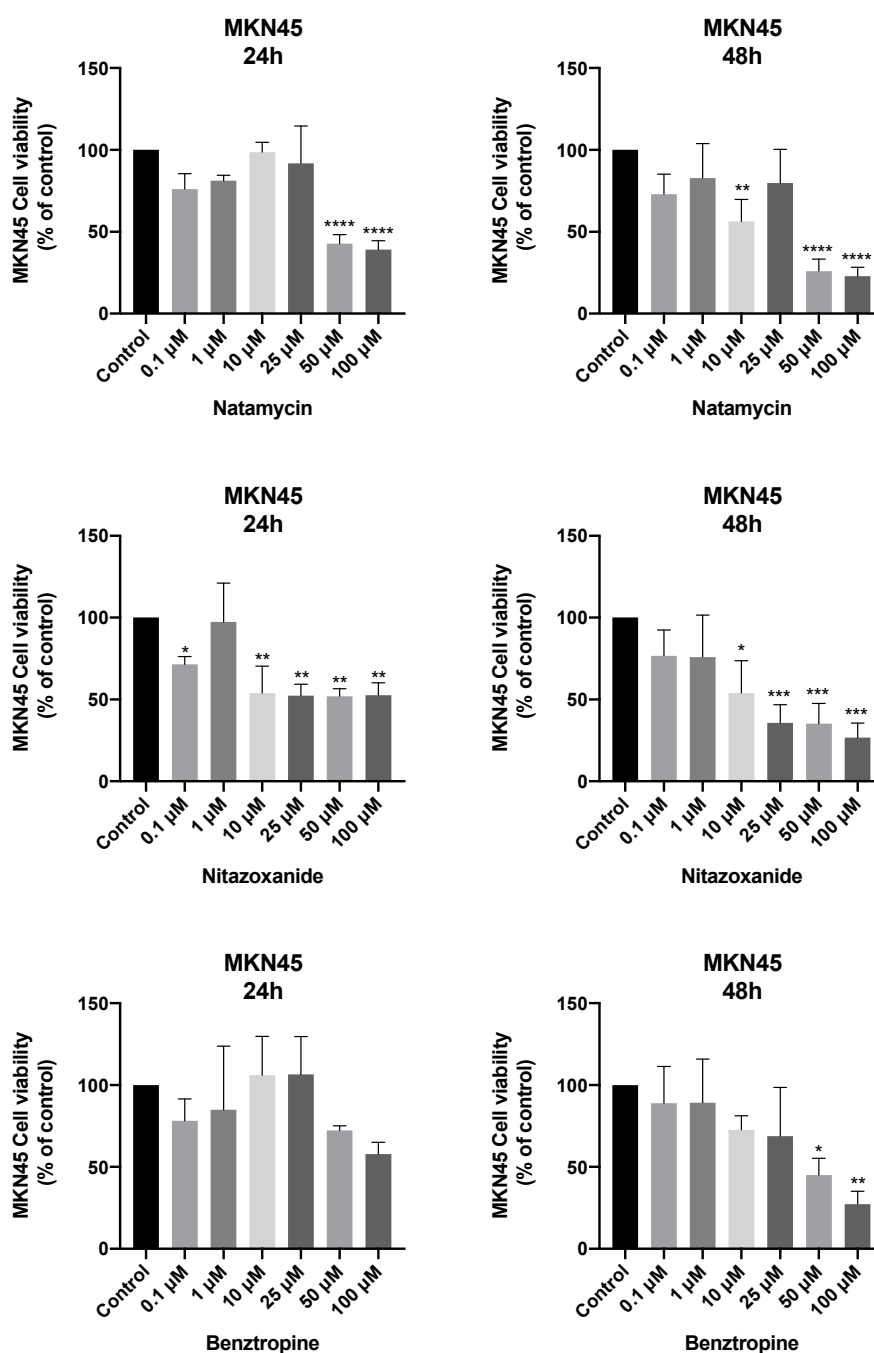 MKN45
24h
MKN45 Cell viability
(% of control)
150
100
50
0
**** ****
Control
0.1 µM
1 µM
10 µM
25 µM
50 µM
100 µM
Natamycin
MKN45
48h
MKN45 Cell viability
(% of control)
150
100
50
0
** **** ****
Control
0.1 µM
1 µM
10 µM
25 µM
50 µM
100 µM
Natamycin
MKN45
24h
MKN45 Cell viability
(% of control)
150
100
50
0
* ** ** ** **
Control
0.1 µM
1 µM
10 µM
25 µM
50 µM
100 µM
Nitazoxanide
MKN45
48h
MKN45 Cell viability
(% of control)
150
100
50
0
* *** *** ***
Control
0.1 µM
1 µM
10 µM
25 µM
50 µM
100 µM
Nitazoxanide
MKN45
24h
MKN45 Cell viability
(% of control)
150
100
50
0
Control
0.1 µM
1 µM
10 µM
25 µM
50 µM
100 µM
Benztropine
MKN45
48h
MKN45 Cell viability
(% of control)
150
100
50
0
* **
Control
0.1 µM
1 µM
10 µM
25 µM
50 µM
100 µM
Benztropine